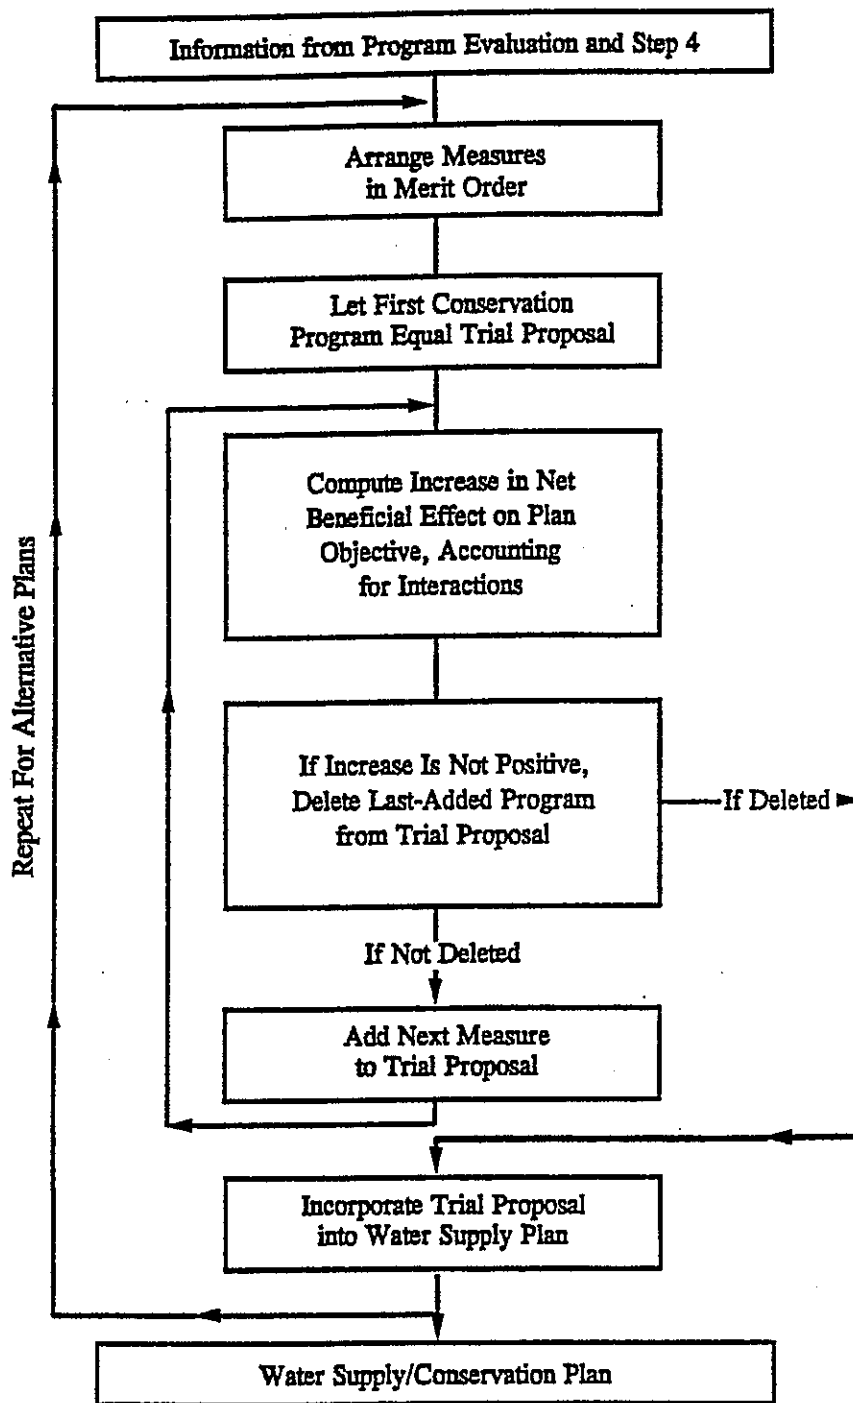 Information from Program Evaluation and Step 4
Arrange Measures
in Merit Order
Let First Conservation
Program Equal Trial Proposal
Compute Increase in Net
Beneficial Effect on Plan
Objective, Accounting
for Interactions
Repeat For Alternative Plans
If Increase Is Not Positive,
Delete Last-Added Program
from Trial Proposal
If Deleted
If Not Deleted
Add Next Measure
to Trial Proposal
Incorporate Trial Proposal
into Water Supply Plan
Water Supply/Conservation Plan